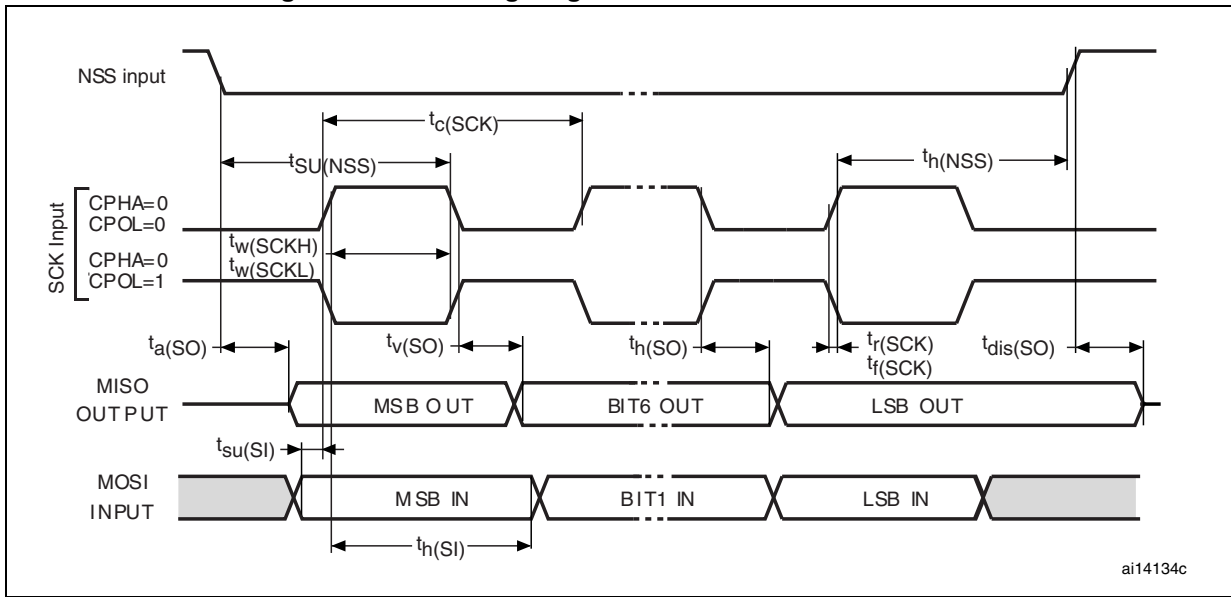 NSS input
tc(SCK)
tSU(NSS)
th(NSS)
SCK Input
CPHA=0
CPOL=0
CPHA=0
CPOL=1
tw(SCKH)
tw(SCKL)
ta(SO)
tv(SO)
th(SO)
tr(SCK)
tf(SCK)
tdis(SO)
MISO
OUTPUT
MSB OUT
BIT6 OUT
LSB OUT
tsu(SI)
MOSI
INPUT
MSB IN
BIT1 IN
LSB IN
th(SI)
ai14134c